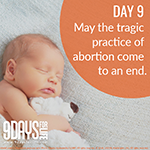 DAY 9
May the tragic
practice of
abortion come
to an end.
9DAYS FOR LIFE